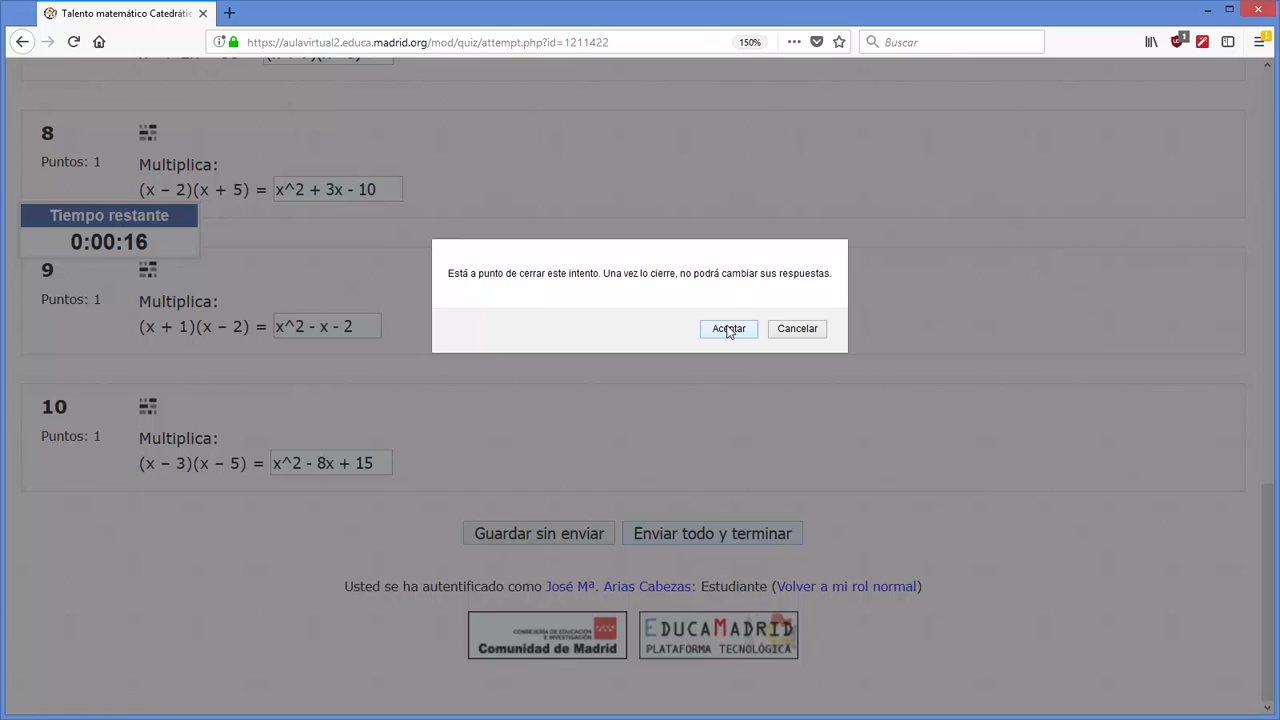 Talento matemático Catedrátic
https://aulavirtual2.educa.madrid.org/mod/quiz/attempt.php?id=1211422
150%
Buscar
8
Puntos: 1
Multiplica:
(x − 2)(x + 5) = x^2 + 3x - 10
Tiempo restante
0:00:16
9
Puntos: 1
Multiplica:
(x + 1)(x − 2) = x^2 - x - 2
Está a punto de cerrar este intento. Una vez lo cierre, no podrá cambiar sus respuestas.
Aceptar Cancelar
10
Puntos: 1
Multiplica:
(x − 3)(x − 5) = x^2 - 8x + 15
Guardar sin enviar Enviar todo y terminar
Usted se ha autentificado como José Mª. Arias Cabezas: Estudiante (Volver a mi rol normal)
CONSEJERÍA DE EDUCACIÓN
E INVESTIGACIÓN
Comunidad de Madrid
EDUCAMADRID
PLATAFORMA TECNOLÓGICA